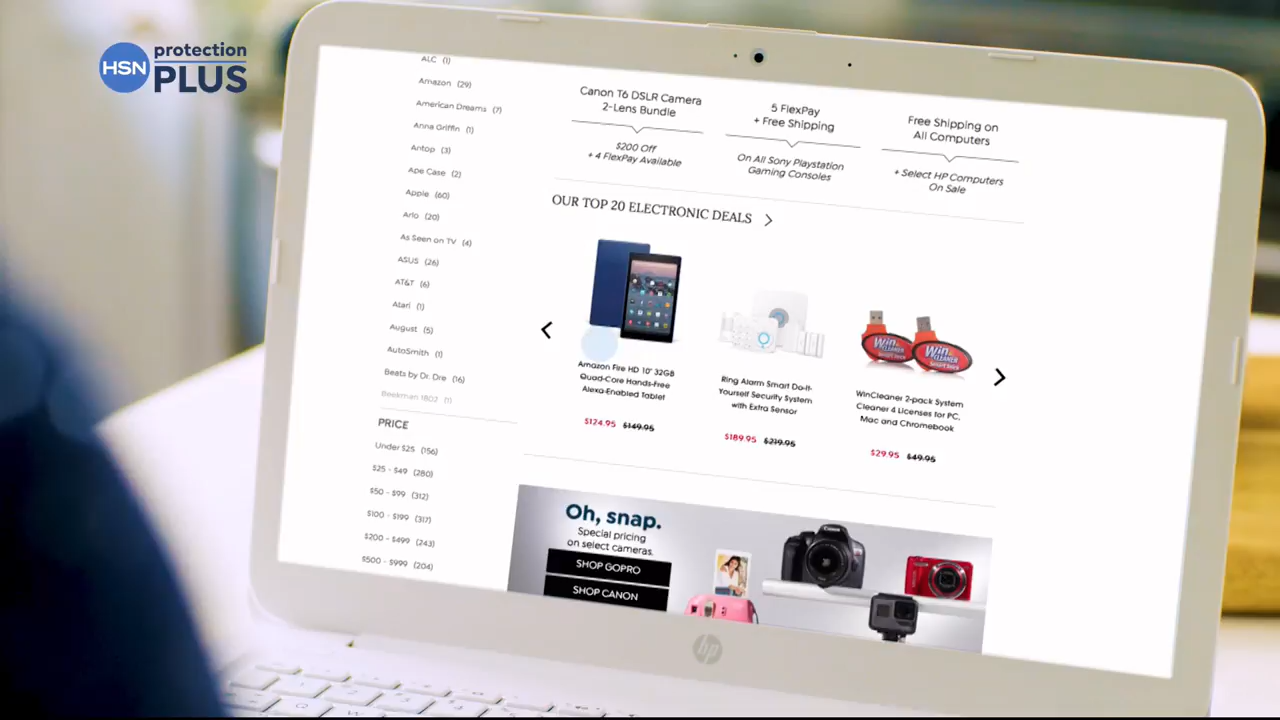 HSN protection
PLUS
ALC (1)
Amazon (29)
American Dreams (7)
Anna Griffin (1)
Antop (3)
Ape Case (2)
Apple (60)
Arlo (20)
As Seen on TV (4)
ASUS (26)
AT&T (6)
Atari (1)
August (5)
AutoSmith (1)
Beats by Dr. Dre (16)
Beekman 1802 (1)
PRICE
Under $25 (156)
$25 - $49 (280)
$50 - $99 (312)
$100 - $199 (317)
$200 - $499 (243)
$500 - $999 (204)
Canon T6 DSLR Camera
2-Lens Bundle
$200 Off
+ 4 FlexPay Available
5 FlexPay
+ Free Shipping
On All Sony Playstation
Gaming Consoles
Free Shipping on
All Computers
+ Select HP Computers
On Sale
OUR TOP 20 ELECTRONIC DEALS
Amazon Fire HD 10" 32GB
Quad-Core Hands-Free
Alexa-Enabled Tablet
$124.95 $149.95
Ring Alarm Smart Do-It-
Yourself Security System
with Extra Sensor
$189.95 $219.95
Win
CLEANER
Win
CLEANER
WinCleaner 2-pack System
Cleaner 4 Licenses for PC,
Mac and Chromebook
$29.95 $49.95
Oh, snap.
Special pricing
on select cameras.
SHOP GOPRO
SHOP CANON
Canon
hp
Q
W